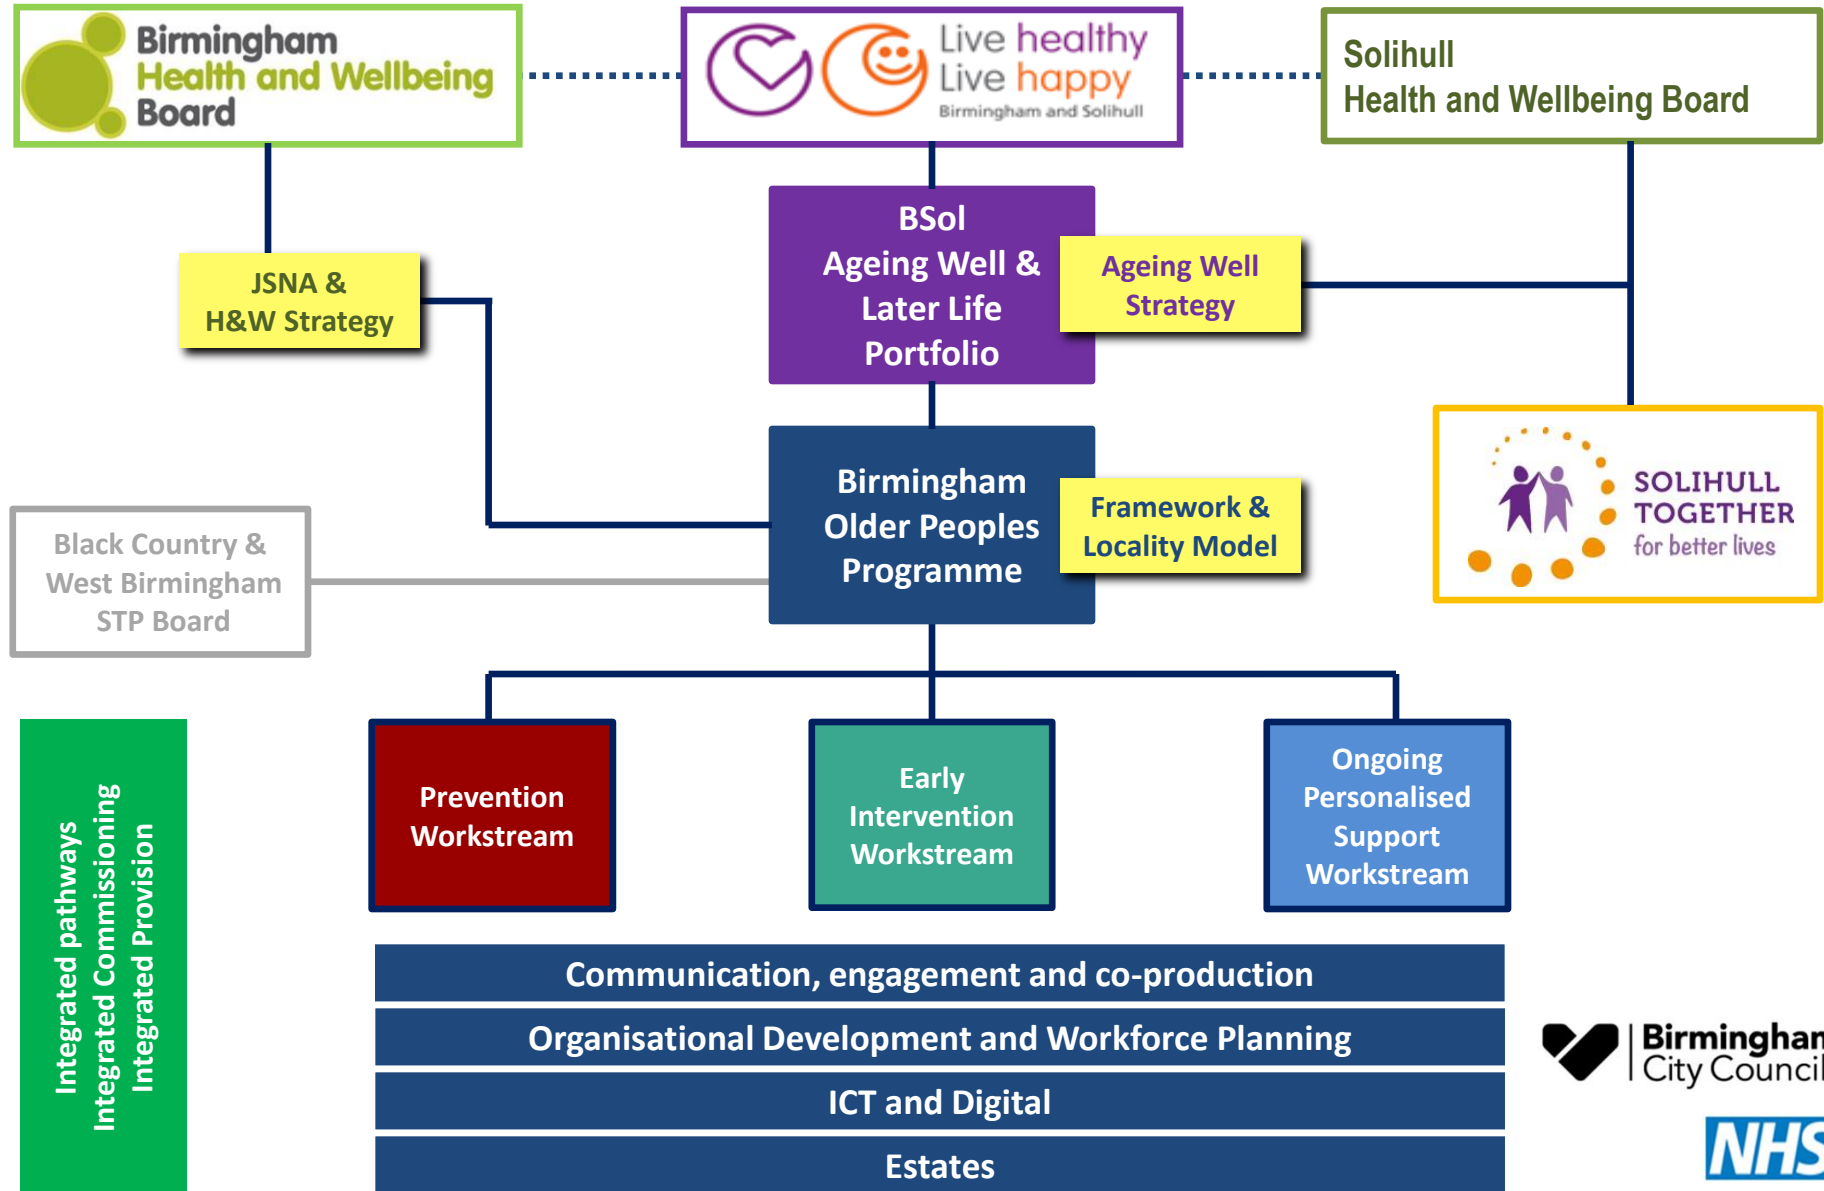 Birmingham
Health and Wellbeing
Board
Live healthy
Live happy
Birmingham and Solihull
Solihull
Health and Wellbeing Board
BSol
Ageing Well &
Later Life
Portfolio
Ageing Well
Strategy
JSNA &
H&W Strategy
Birmingham
Older Peoples
Programme
Framework &
Locality Model
SOLIHULL
TOGETHER
for better lives
Black Country &
West Birmingham
STP Board
Prevention
Workstream
Early
Intervention
Workstream
Ongoing
Personalised
Support
Workstream
Integrated pathways
Integrated Commissioning
Integrated Provision
Communication, engagement and co-production
Organisational Development and Workforce Planning
ICT and Digital
Estates
Birmingham
City Council
NHS